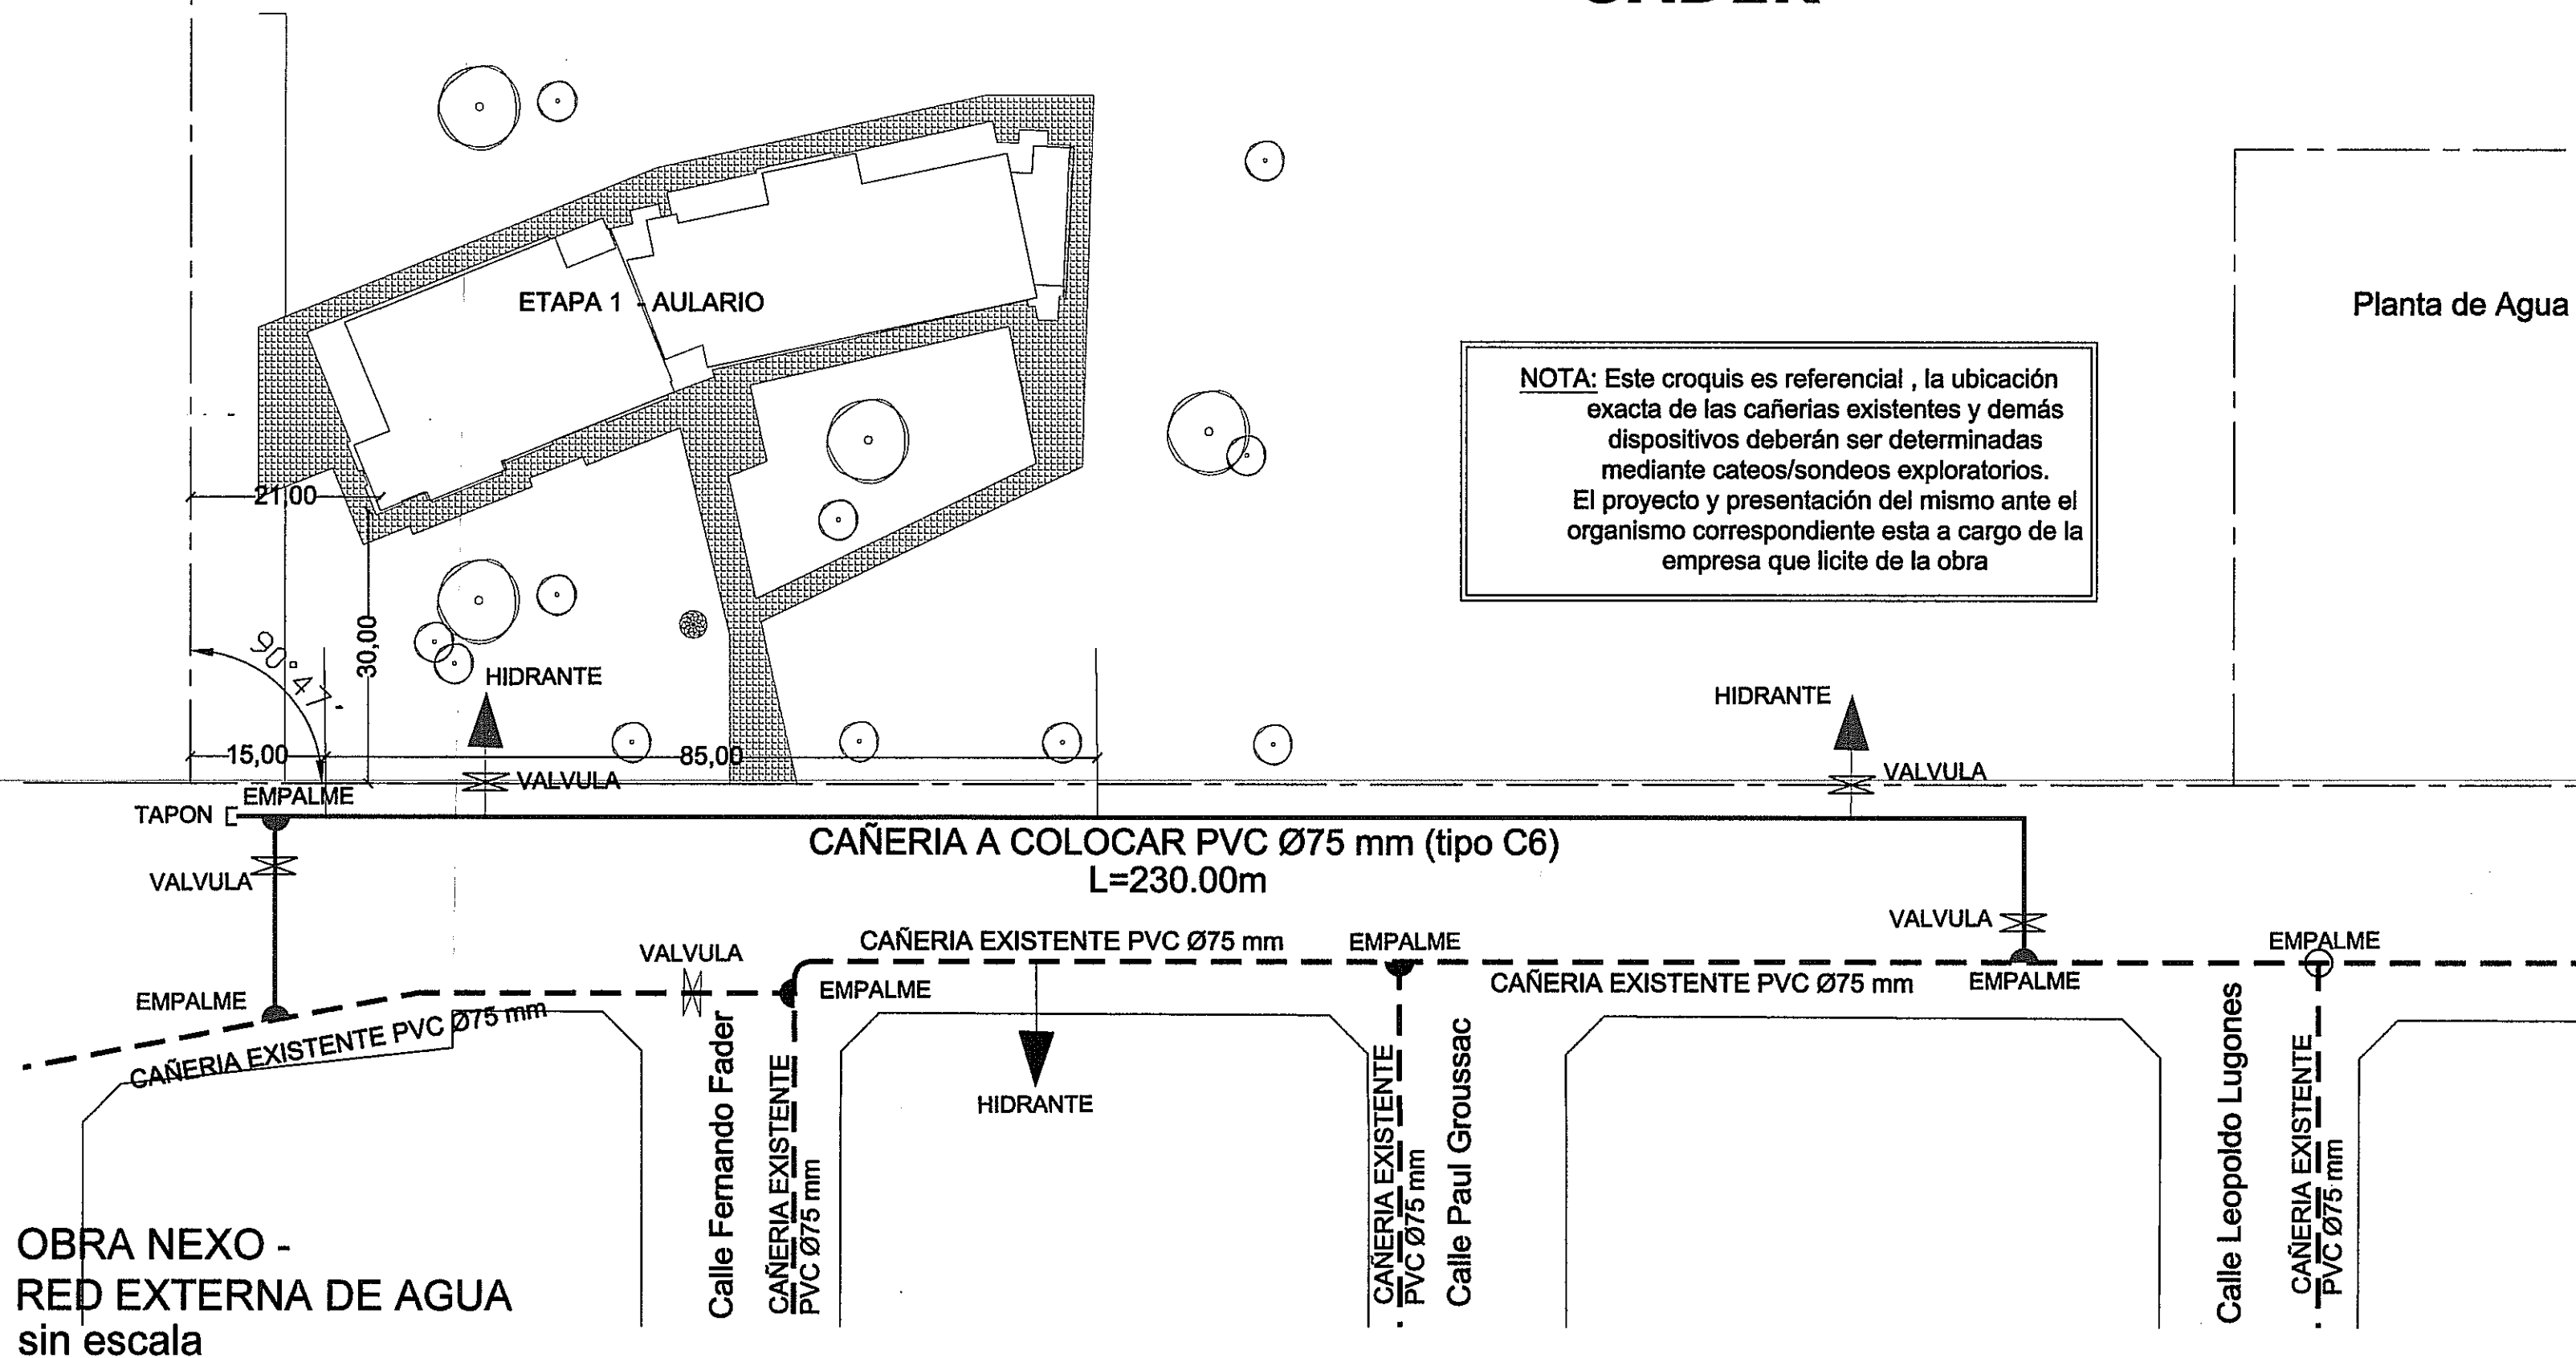 ETAPA 1 - AULARIO
Planta de Agua
NOTA: Este croquis es referencial , la ubicación
exacta de las cañerias existentes y demás
dispositivos deberán ser determinadas
mediante cateos/sondeos exploratorios.
El proyecto y presentación del mismo ante el
organismo correspondiente esta a cargo de la
empresa que licite de la obra
21,00
30,00
90°47'
HIDRANTE
HIDRANTE
15,00
85,00
VALVULA
VALVULA
EMPALME
TAPON
CAÑERIA A COLOCAR PVC Ø75 mm (tipo C6)
L=230.00m
VALVULA
VALVULA
VALVULA
CAÑERIA EXISTENTE PVC Ø75 mm
EMPALME
EMPALME
CAÑERIA EXISTENTE PVC Ø75 mm
EMPALME
EMPALME
EMPALME
CAÑERIA EXISTENTE PVC Ø75 mm
HIDRANTE
Calle Fernando Fader
CAÑERIA EXISTENTE
PVC Ø75 mm
CAÑERIA EXISTENTE
PVC Ø75 mm
Calle Paul Groussac
Calle Leopoldo Lugones
CAÑERIA EXISTENTE
PVC Ø75 mm
OBRA NEXO -
RED EXTERNA DE AGUA
sin escala